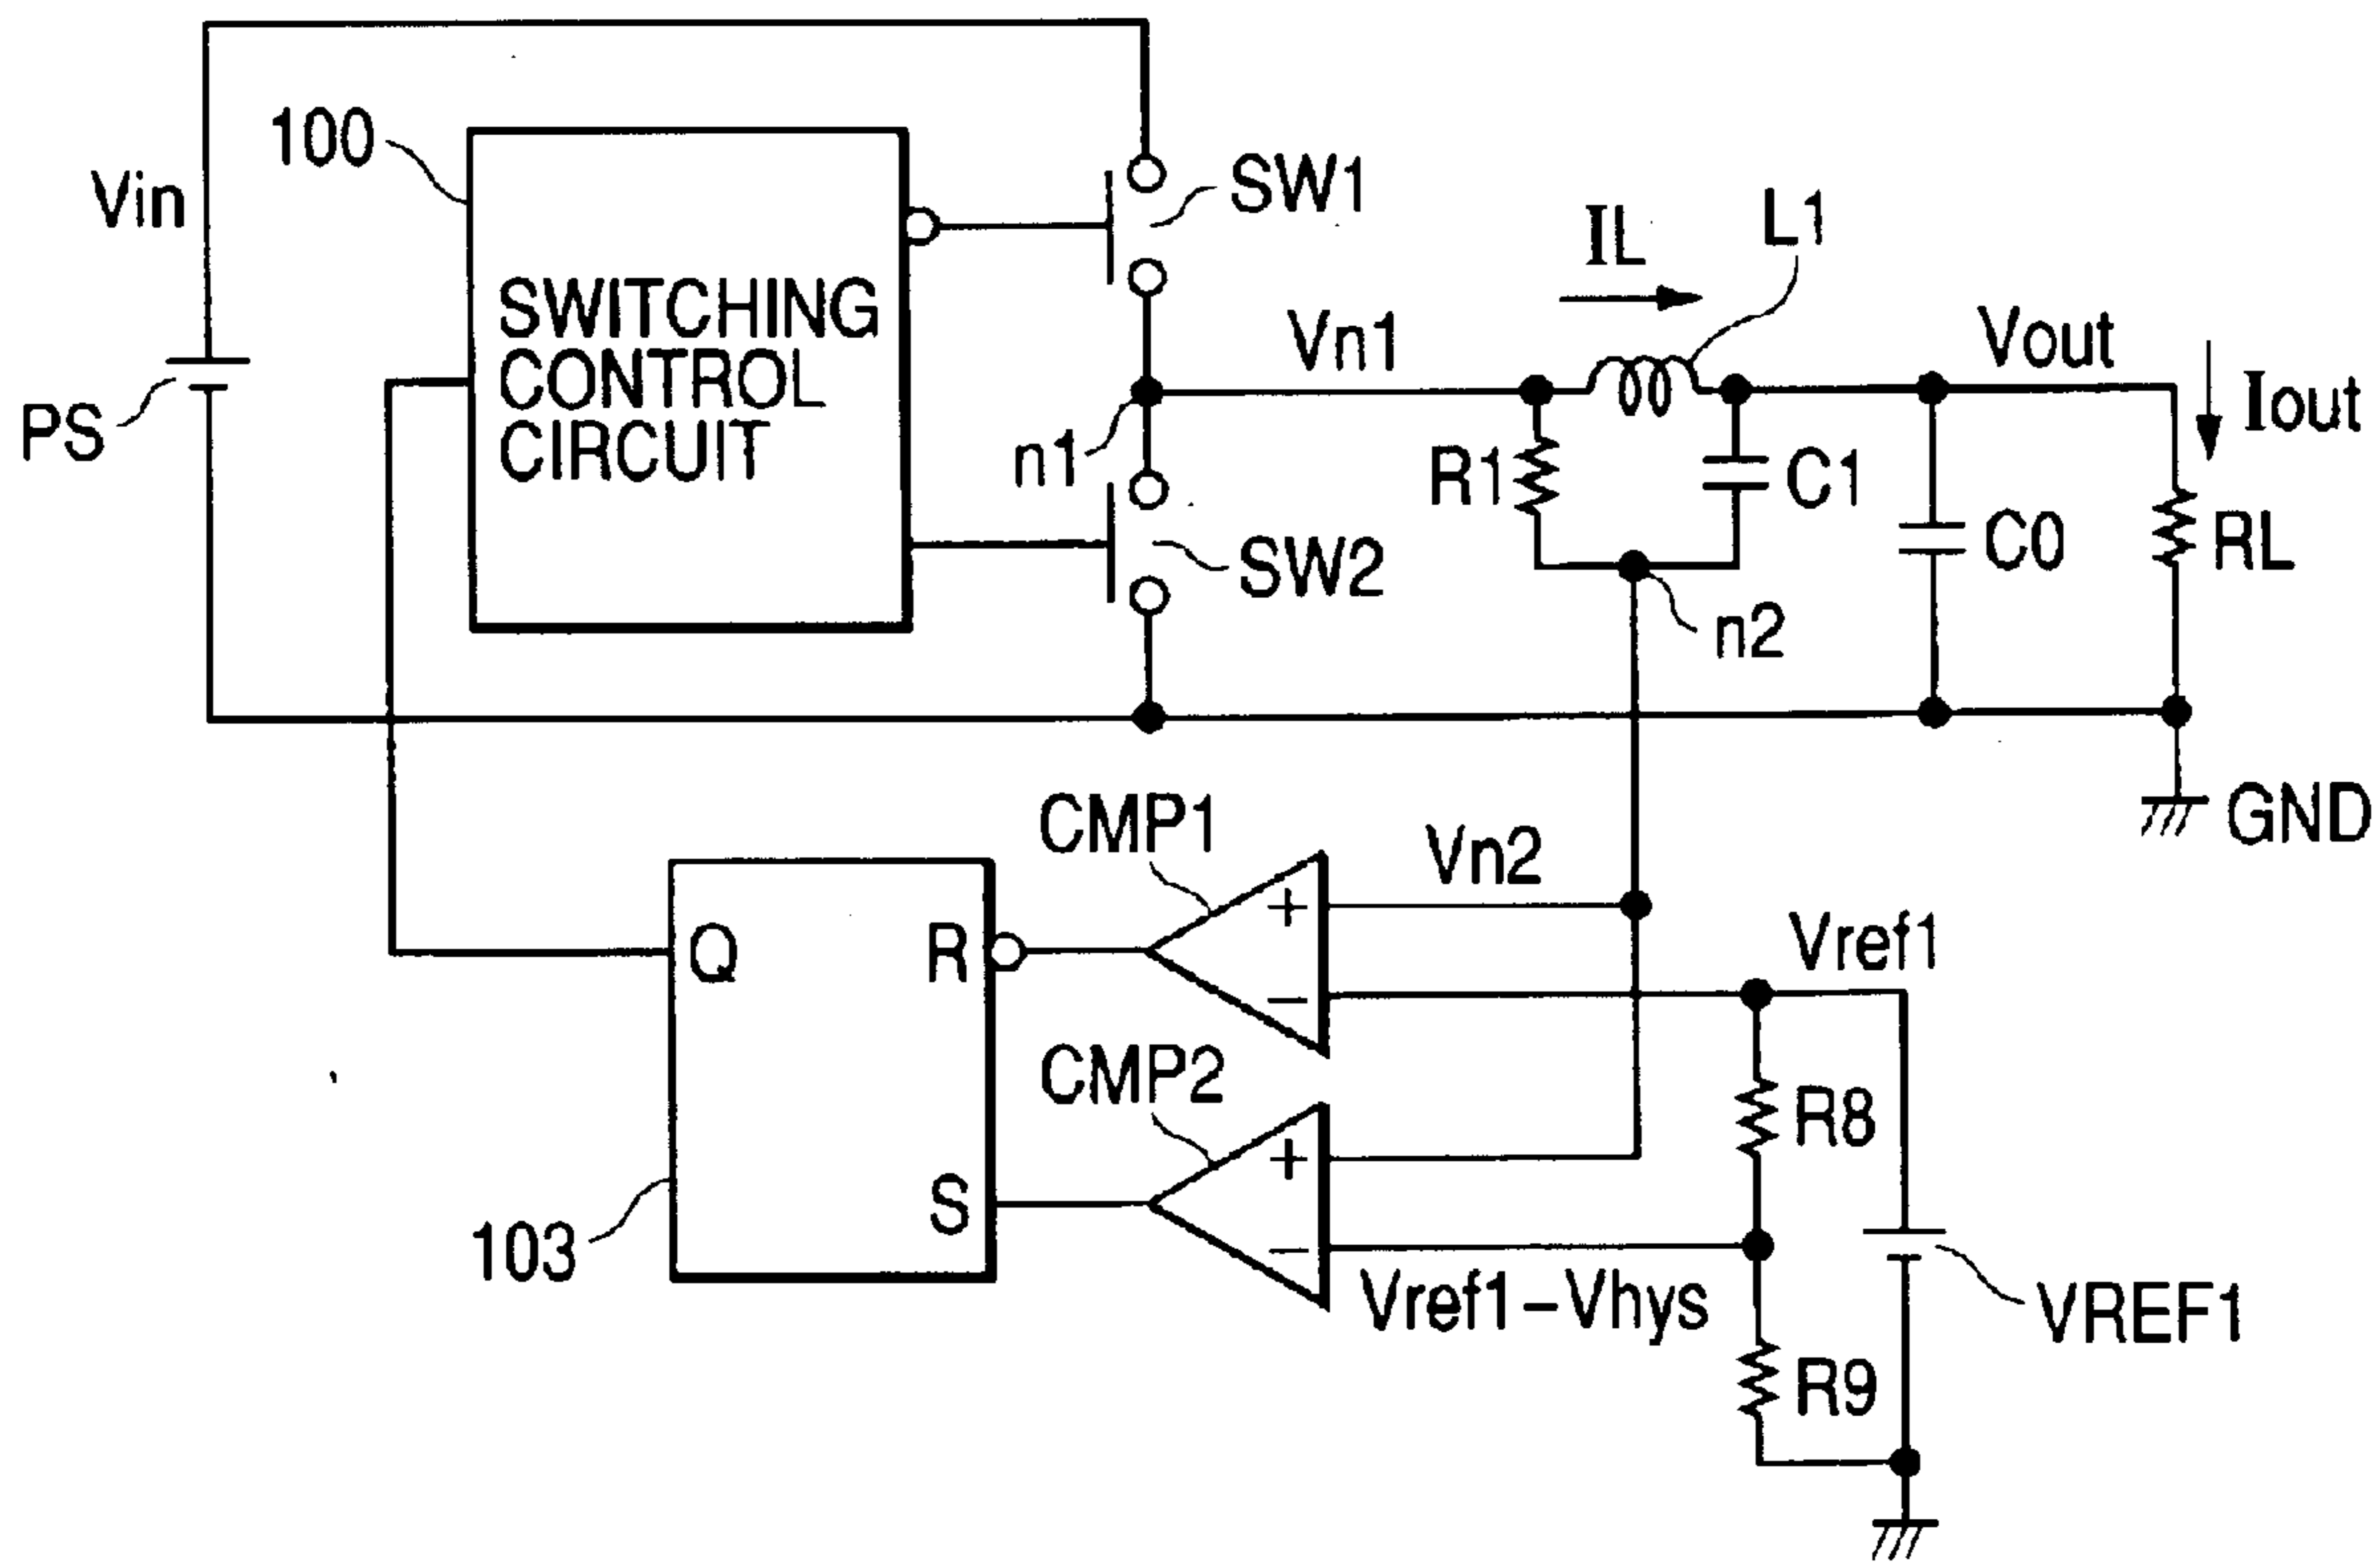 100
Vin
SW1
L1
IL
SWITCHING
CONTROL
CIRCUIT
Vn1
Vout
Iout
PS
n1
R1
C1
C0
RL
SW2
n2
CMP1
Vn2
GND
Q
R
+
−
Vref1
CMP2
R8
S
+
−
103
Vref1−Vhys
VREF1
R9